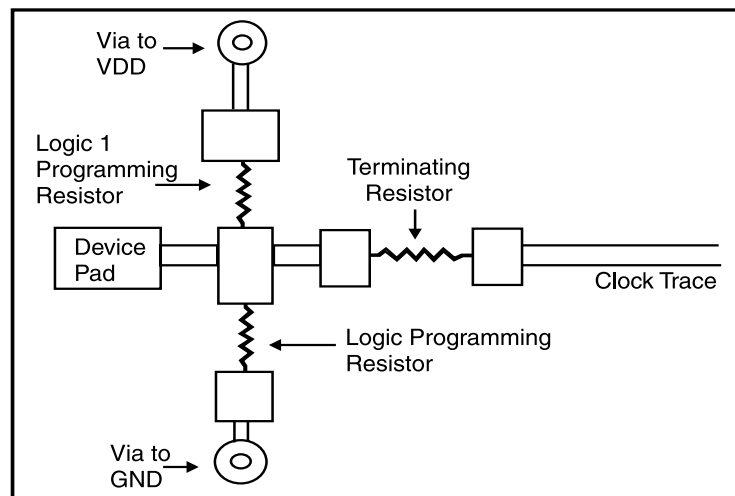 Via to
VDD
Logic 1
Programming
Resistor
Terminating
Resistor
Device
Pad
Clock Trace
Logic Programming
Resistor
Via to
GND